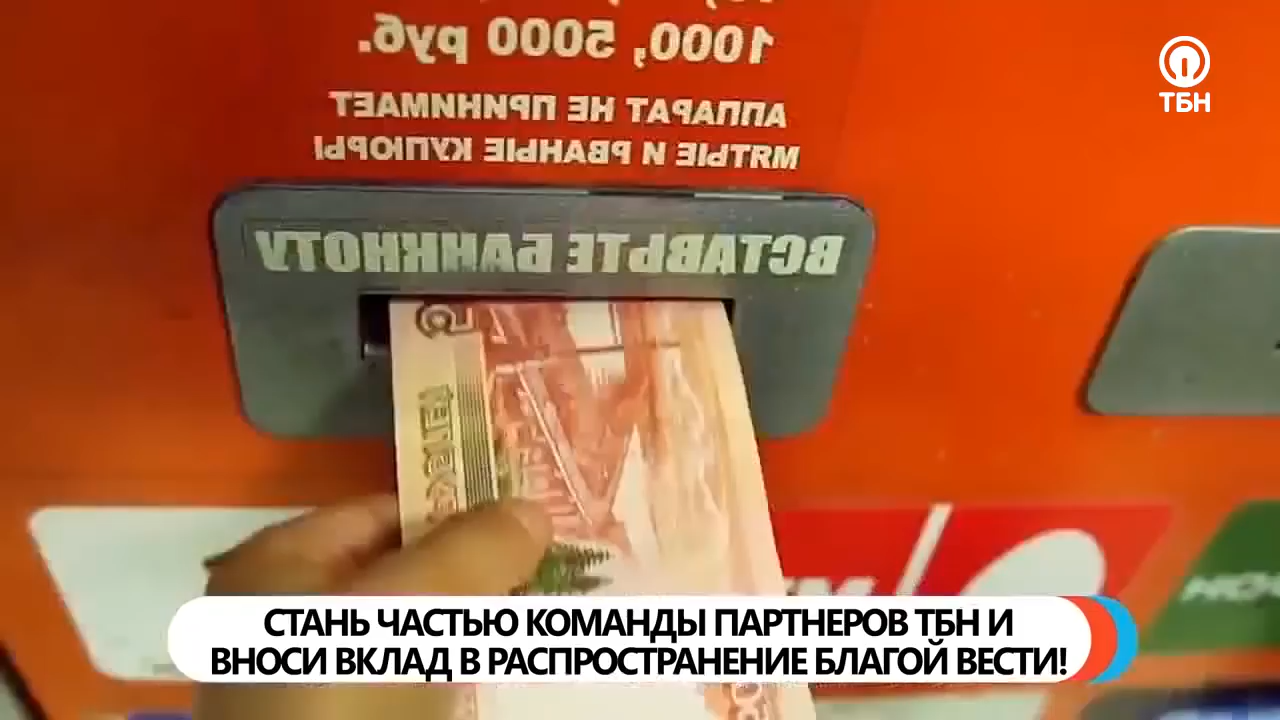 1000, 5000 руб.
АППАРАТ НЕ ПРИНИМАЕТ
МЯТЫЕ И РВАНЫЕ КУПЮРЫ
ВСТАВЬТЕ БАНКНОТУ
ТБН
СТАНЬ ЧАСТЬЮ КОМАНДЫ ПАРТНЕРОВ ТБН И
ВНОСИ ВКЛАД В РАСПРОСТРАНЕНИЕ БЛАГОЙ ВЕСТИ!